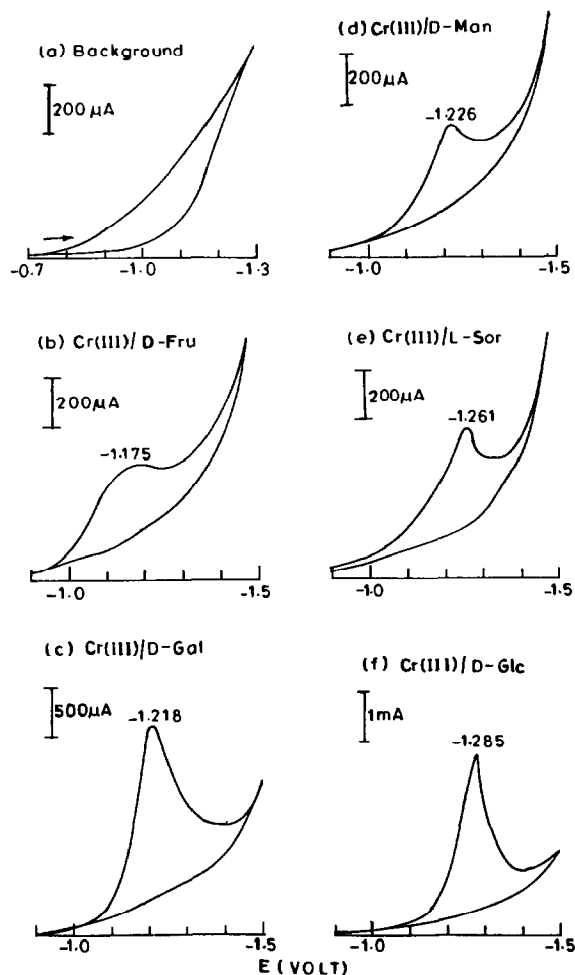 (a) Background
200 µA
-0.7 -1.0 -1.3
(d) Cr(III)/D-Man
200 µA
-1.226
-1.0 -1.5
(b) Cr(III)/ D-Fru
200µA
-1.175
-1.0 -1.5
(e) Cr(III)/L-Sor
200µA
-1.261
-1.0 -1.5
(c) Cr(III)/D-Gal
500µA
-1.218
-1.0 -1.5
(f) Cr(III)/ D-Glc
1mA
-1.285
-1.0 -1.5
E (VOLT)